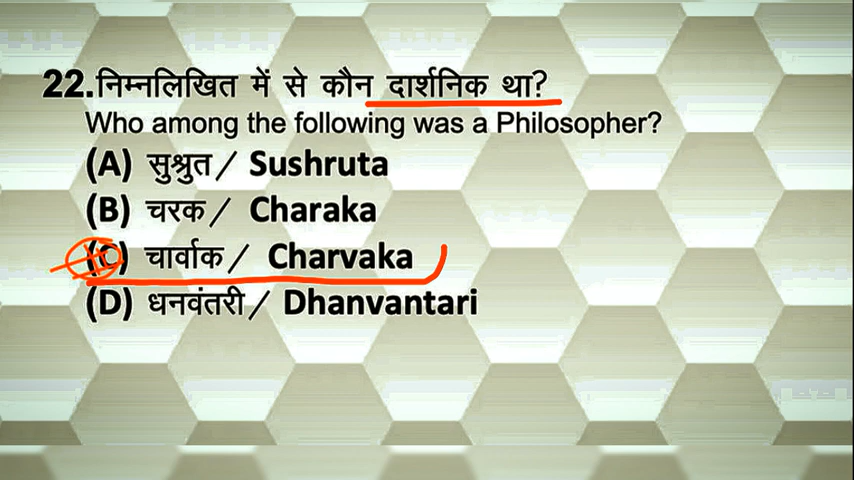 22.निम्नलिखित में से कौन दार्शनिक था?
Who among the following was a Philosopher?
(A) सुश्रुत / Sushruta
(B) चरक / Charaka
(C) चार्वाक / Charvaka
(D) धनवंतरी / Dhanvantari